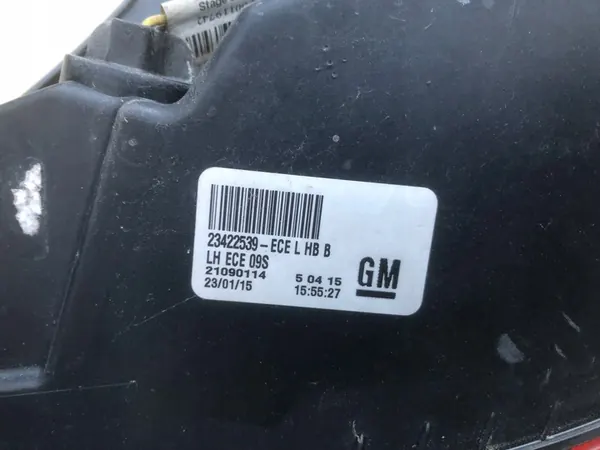 23422539-ECE L HB B
LH ECE 09S
21090114
5 04 15
23/01/15
15:55:27
GM